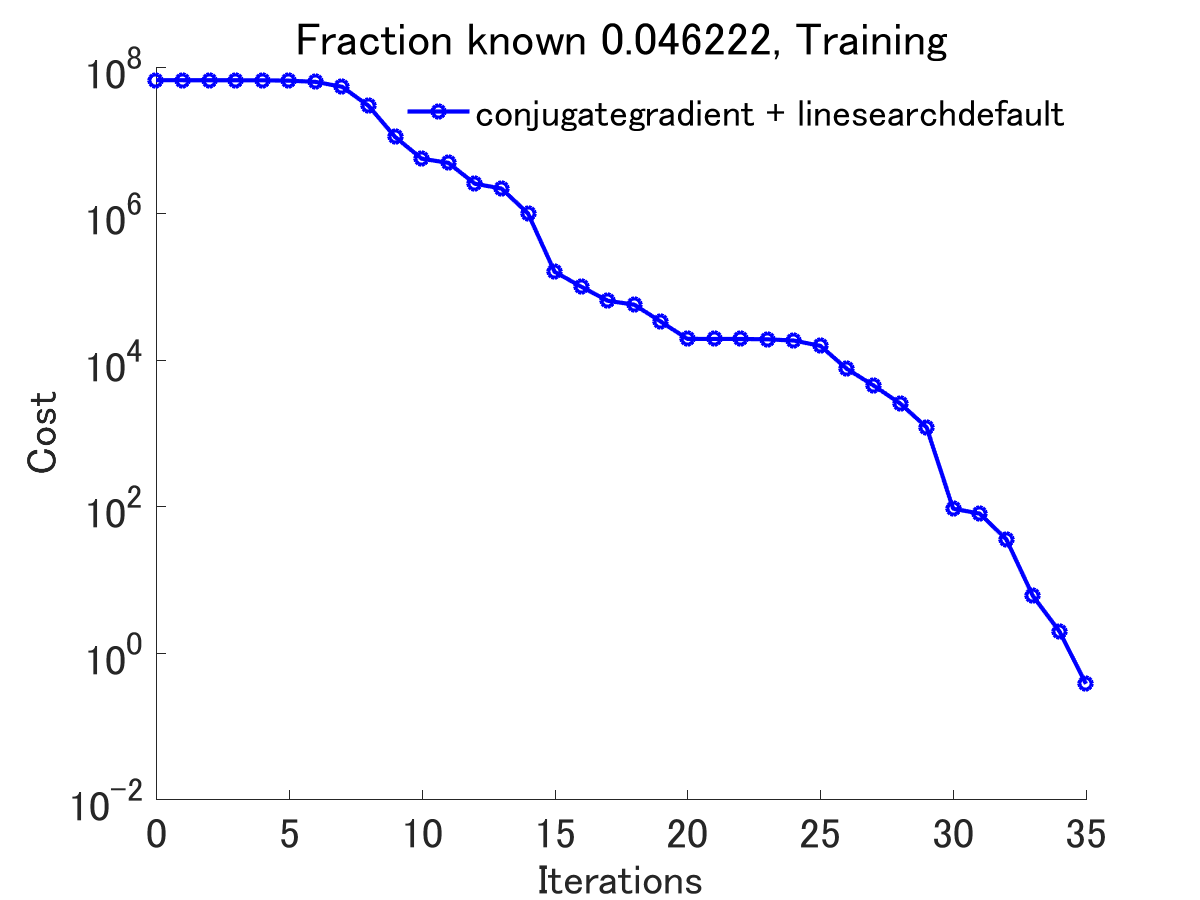 Fraction known 0.046222, Training
conjugategradient + linesearchdefault
Cost
10^8
10^6
10^4
10^2
10^0
10^-2
0 5 10 15 20 25 30 35
Iterations